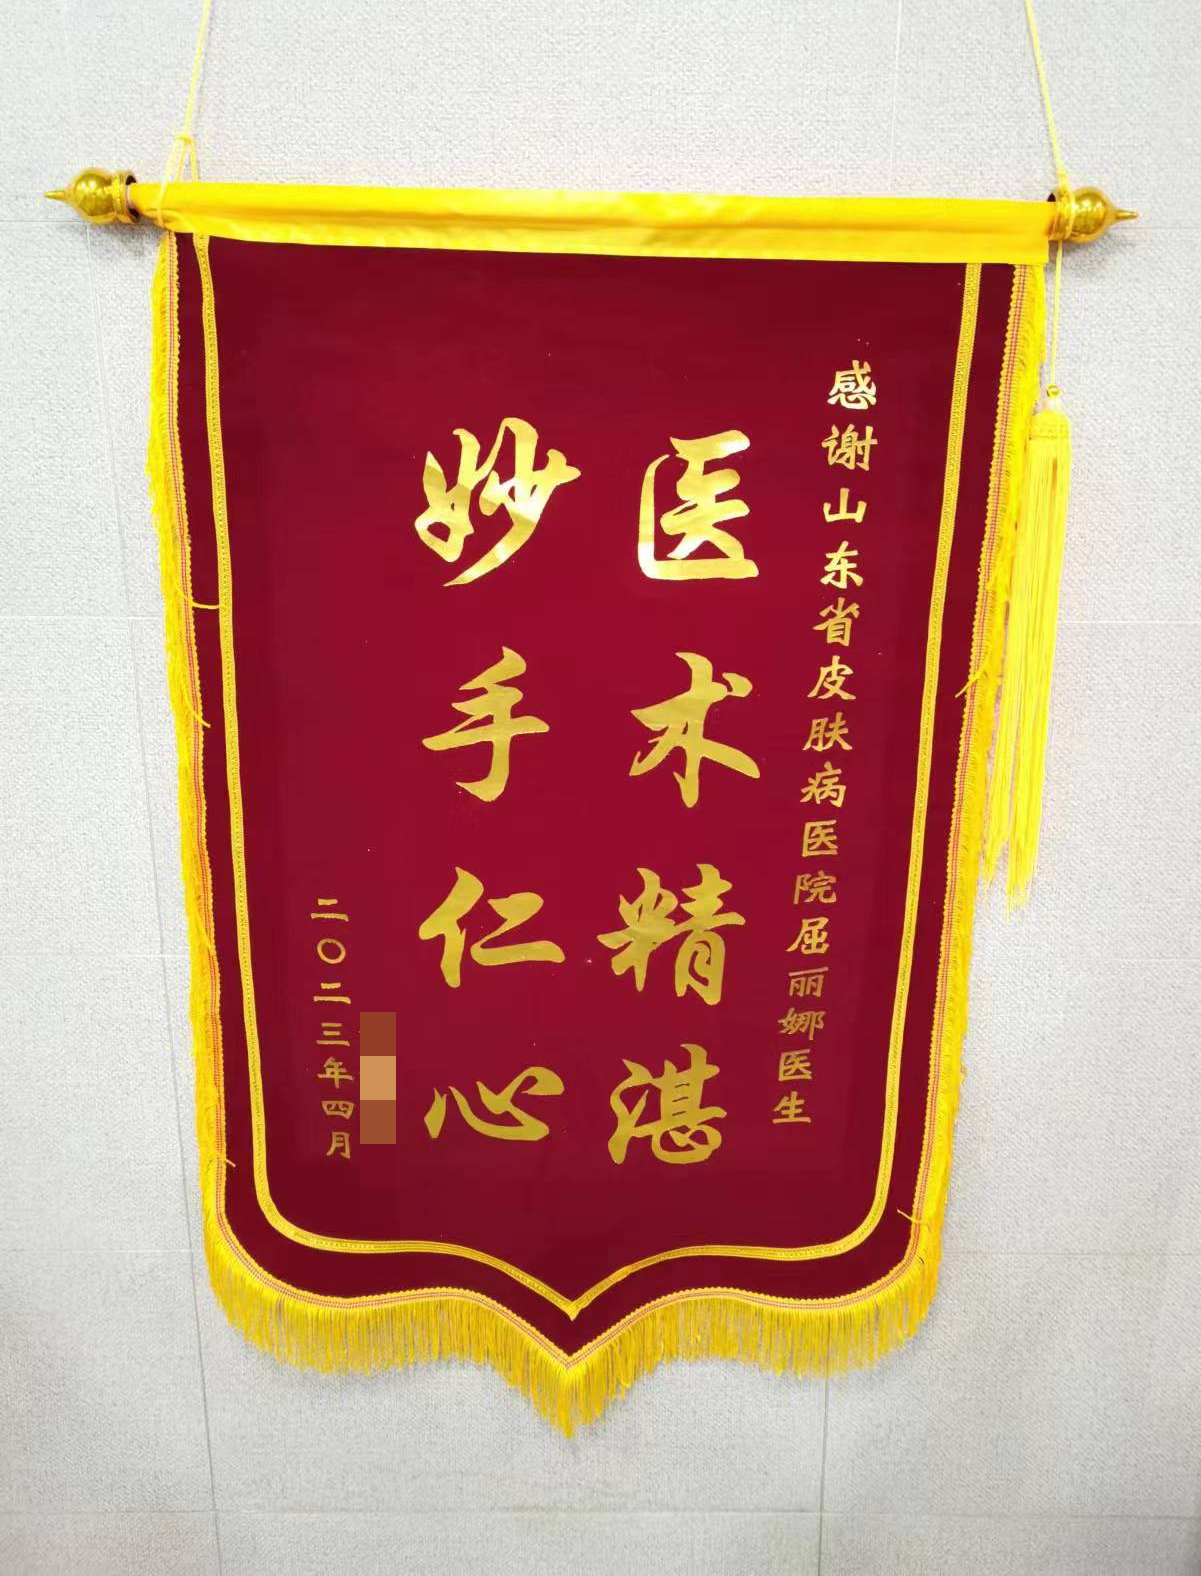 感谢山东省皮肤病医院屈丽娜医生
医术精湛
妙手仁心
二〇二三年四月